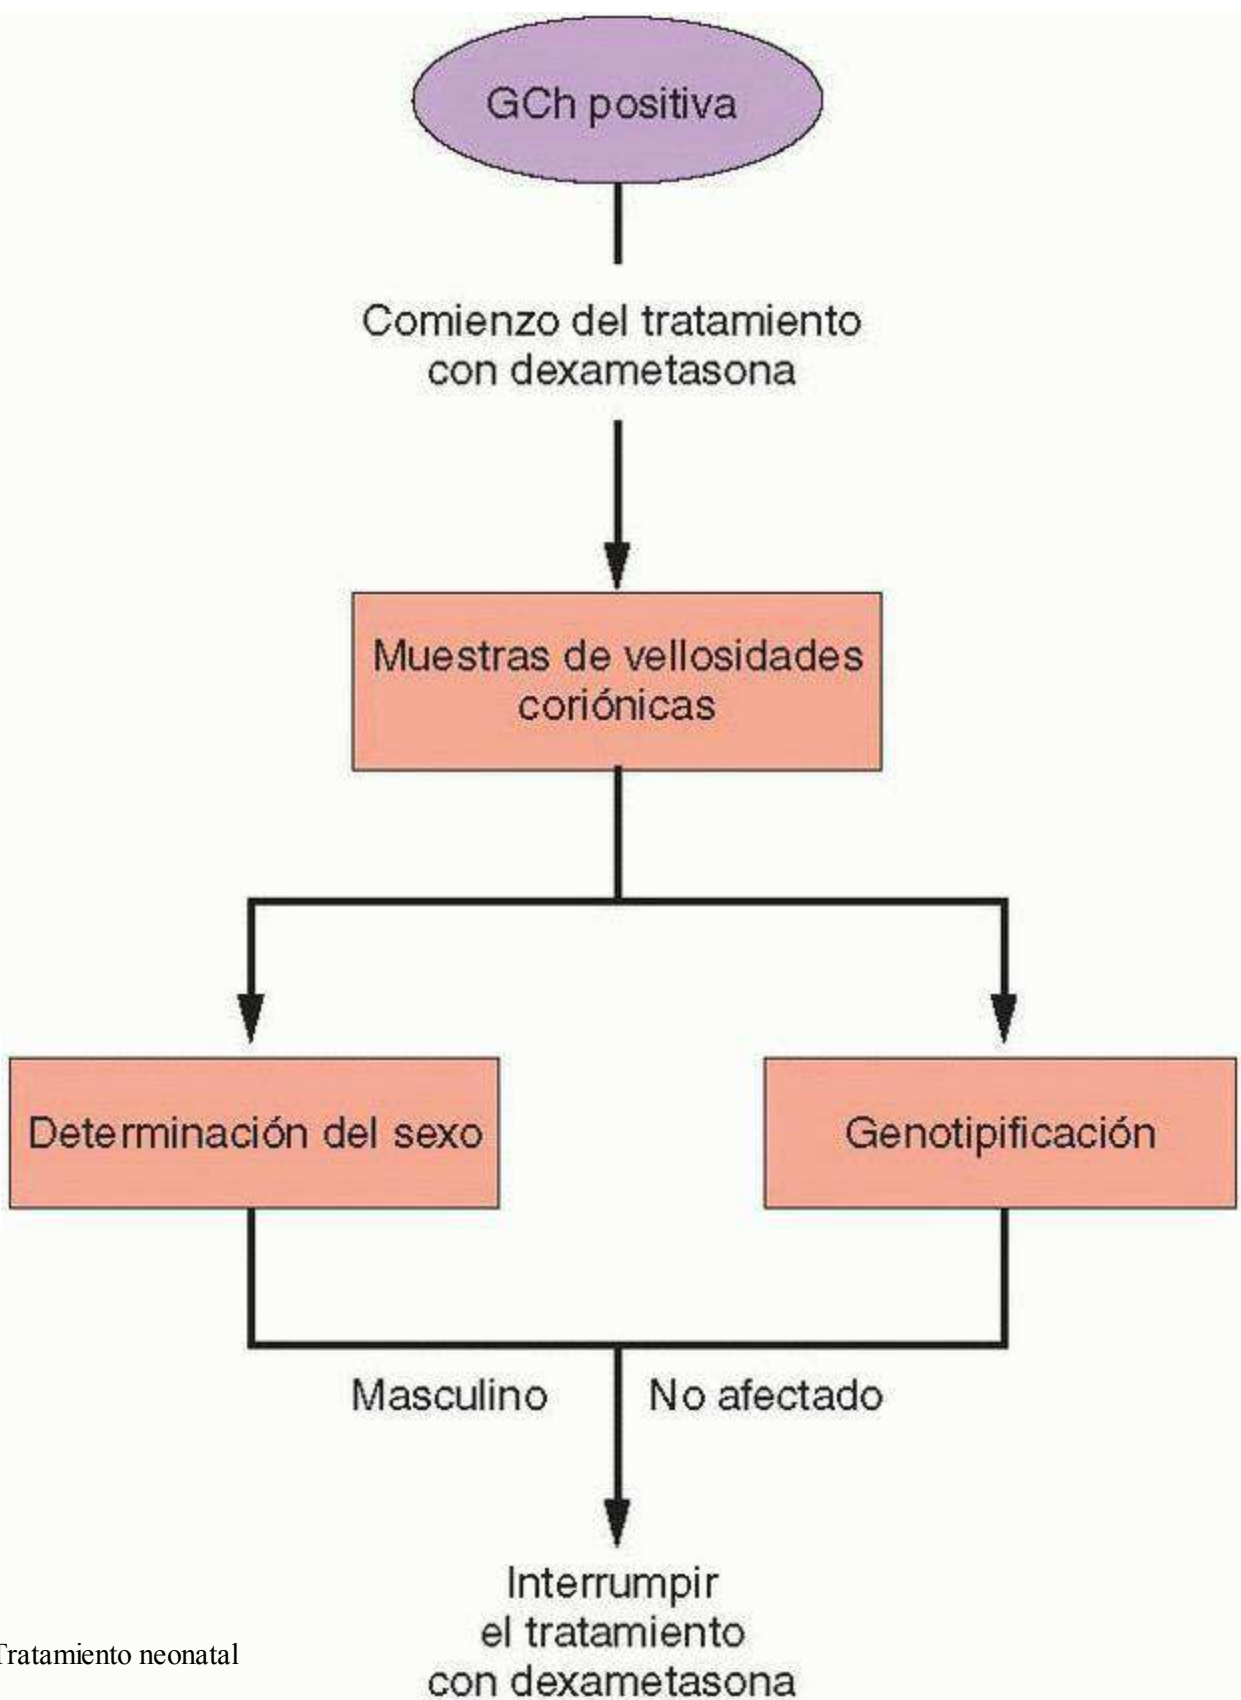 GCh positiva
Comienzo del tratamiento
con dexametasona
Muestras de vellosidades
coriónicas
Determinación del sexo
Genotipificación
Masculino
No afectado
Interrumpir
el tratamiento
con dexametasona
Tratamiento neonatal